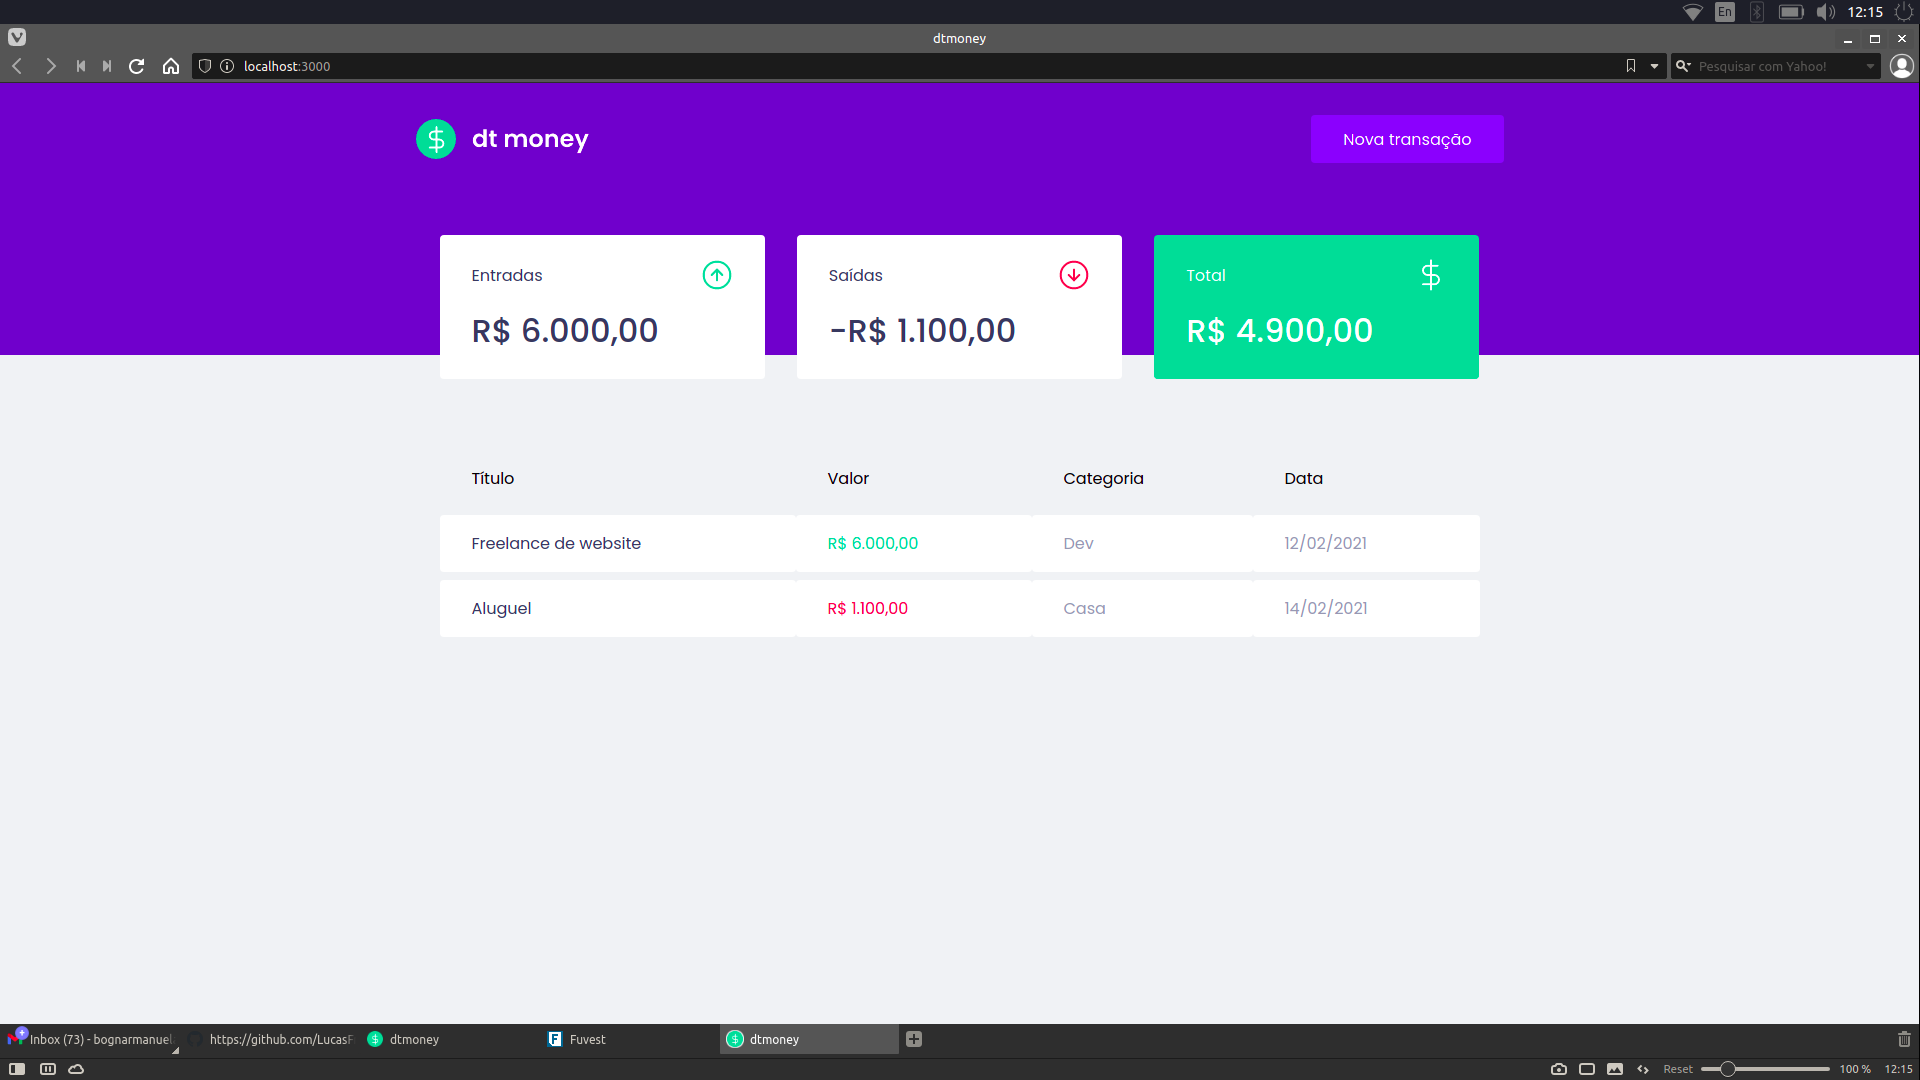 En
12:15
dtmoney
localhost:3000
Pesquisar com Yahoo!
dt money
Nova transação
Entradas
Saídas
Total
R$ 6.000,00
-R$ 1.100,00
R$ 4.900,00
Título Valor Categoria Data
Freelance de website R$ 6.000,00 Dev 12/02/2021
Aluguel R$ 1.100,00 Casa 14/02/2021
Inbox (73) - bognarmanuel
https://github.com/LucasF
dtmoney
Fuvest
dtmoney
Reset
100 %
12:15